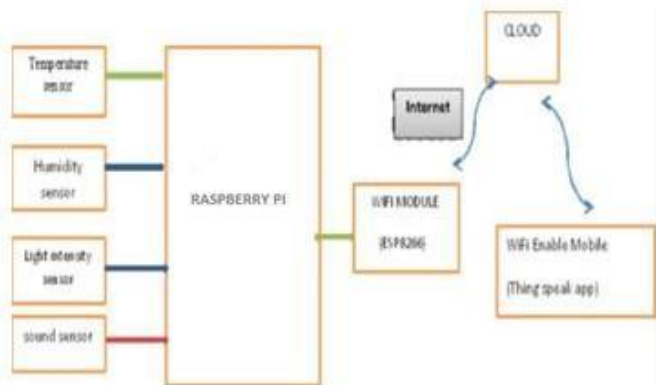 Temperature
sensor
Humidity
sensor
Light intensity
sensor
sound sensor
RASPBERRY PI
WIFI MODULE
(ESP8266)
Internet
CLOUD
WiFi Enable Mobile
(Thing speak app)